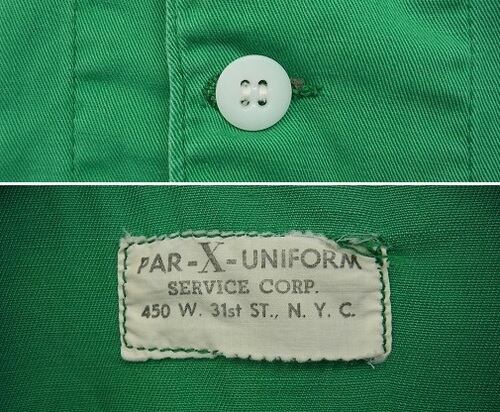 PAR-X-UNIFORM
SERVICE CORP.
450 W. 31st ST., N. Y. C.